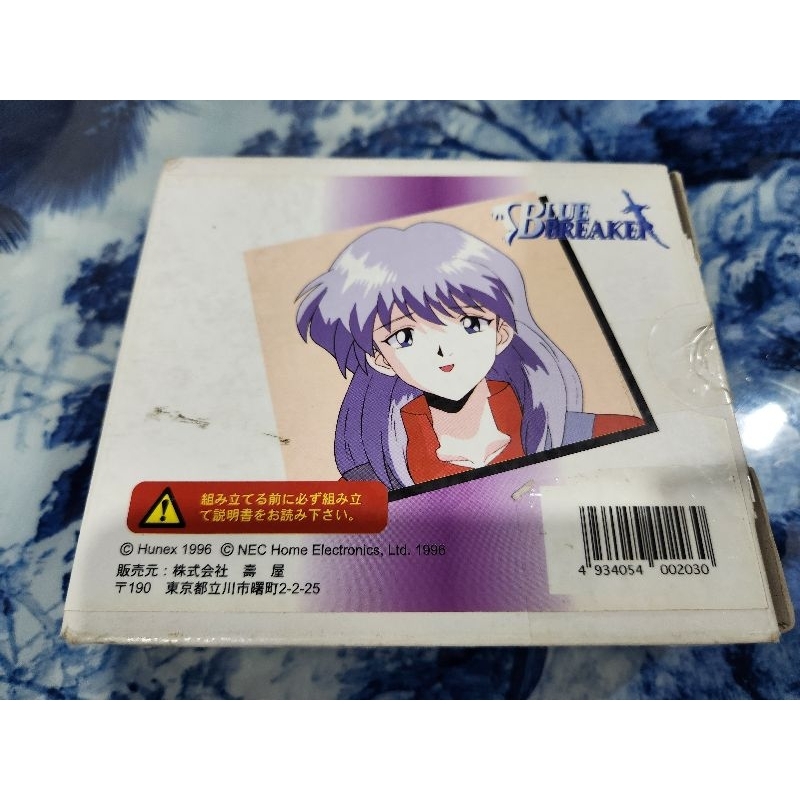 BLUE
BREAKER
組み立てる前に必ず組み立
て説明書をお読み下さい。
© Hunex 1996 © NEC Home Electronics, Ltd. 1996
販売元：株式会社 壽 屋
〒190 東京都立川市曙町2-2-25
4 934054 002030